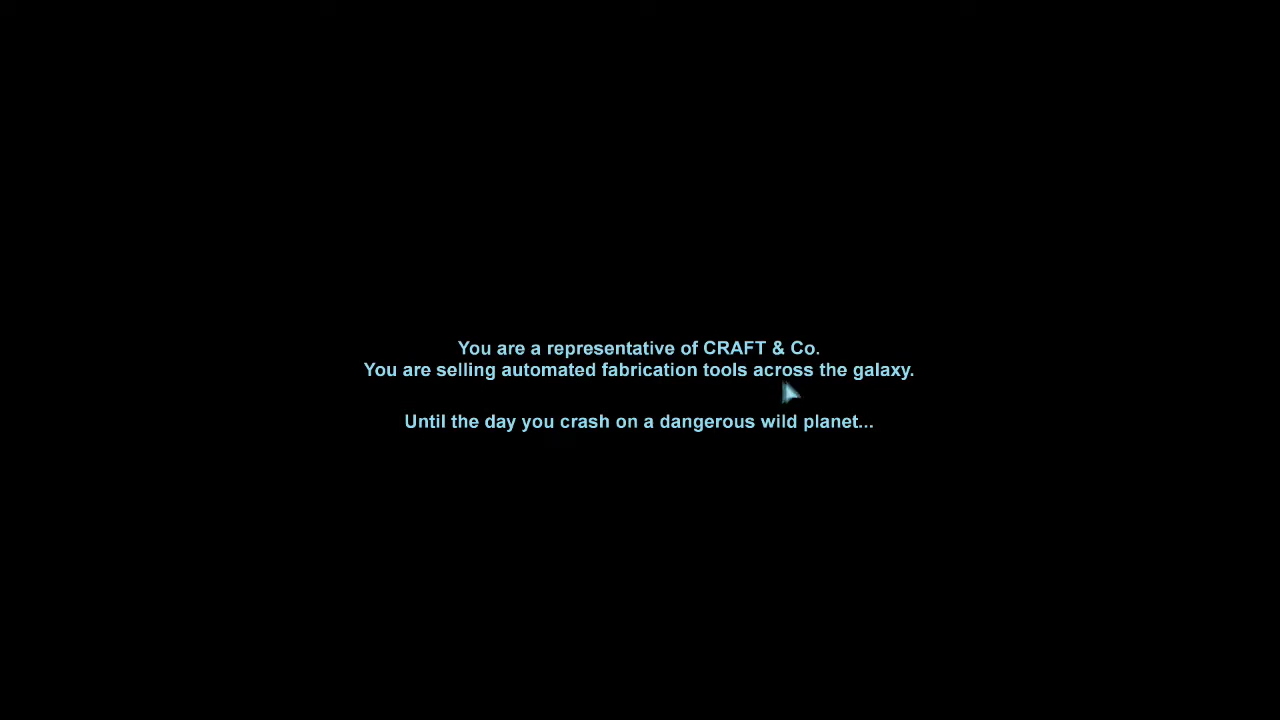 You are a representative of CRAFT & Co.
You are selling automated fabrication tools across the galaxy.
Until the day you crash on a dangerous wild planet...